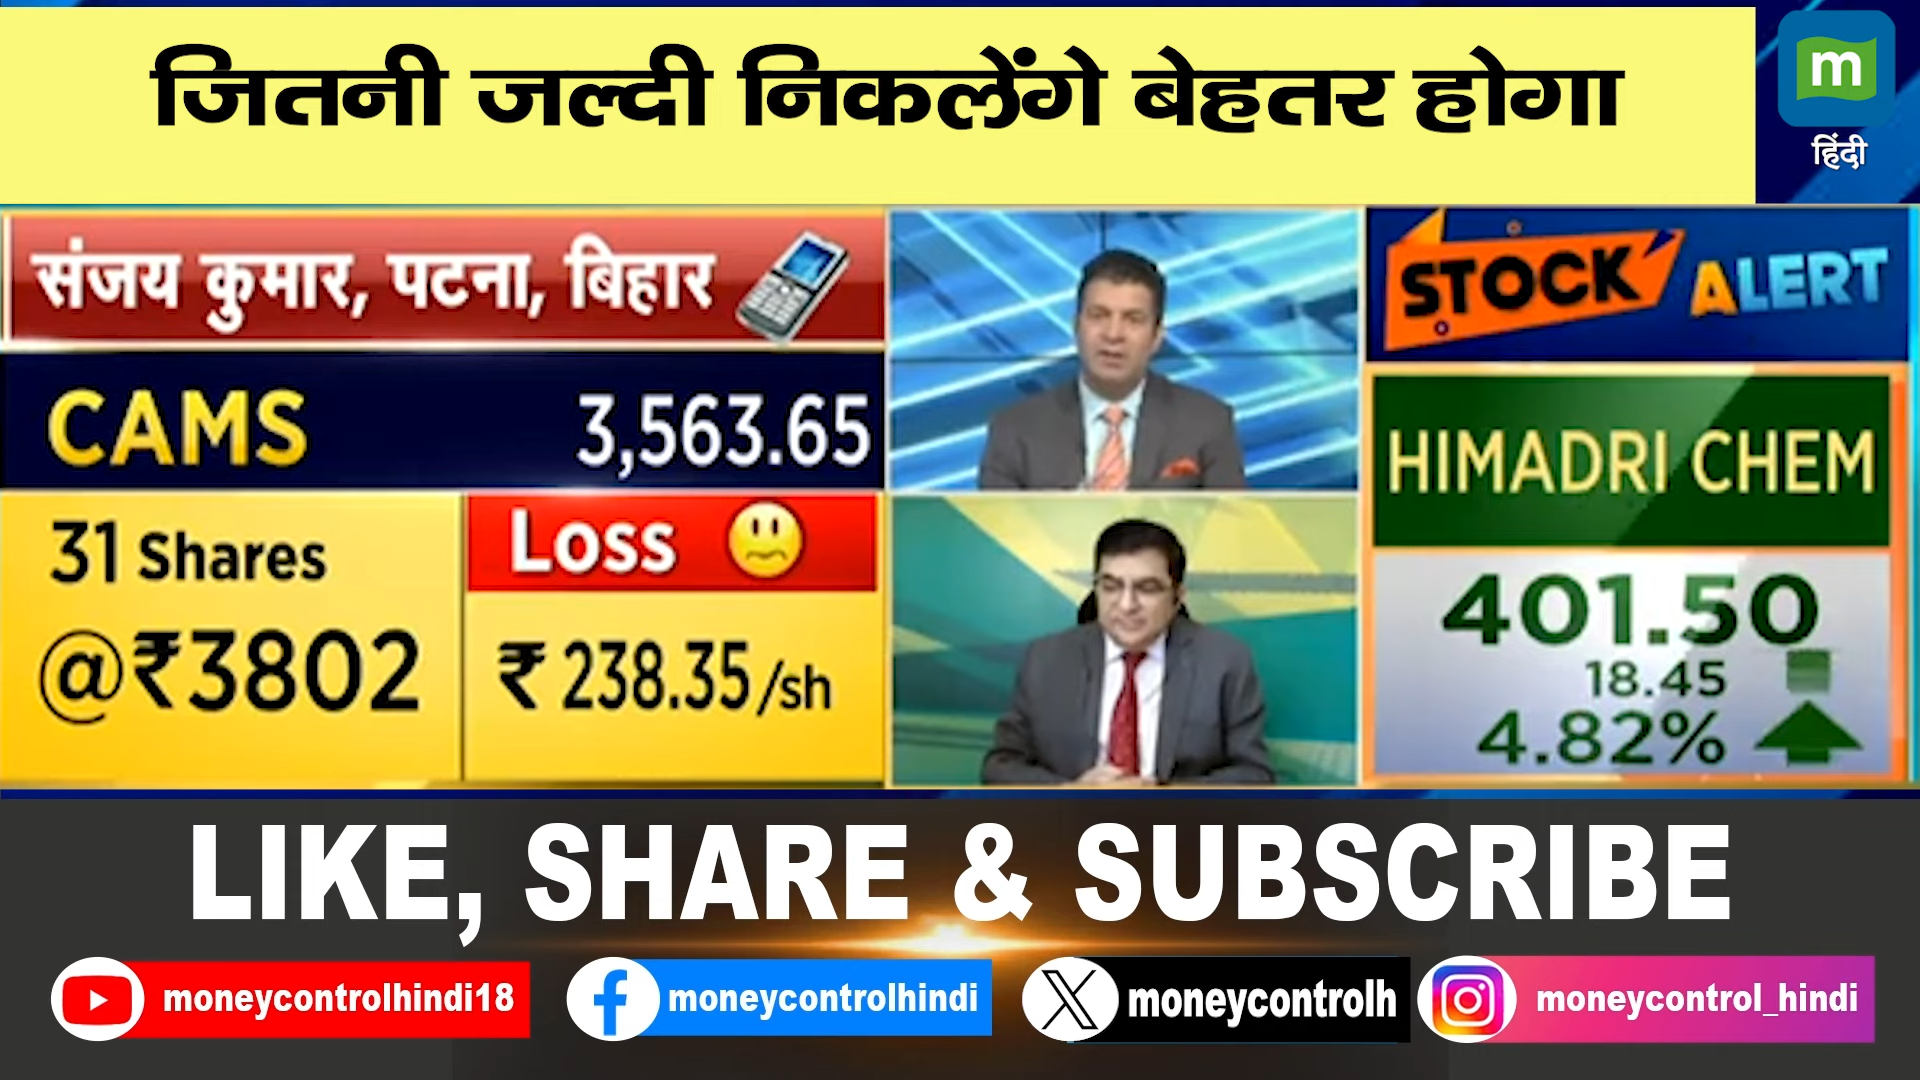 जितनी जल्दी निकलेंगे बेहतर होगा
m
हिंदी
संजय कुमार, पटना, बिहार
CAMS 3,563.65
31 Shares
@₹3802
Loss
₹ 238.35/sh
STOCK ALERT
HIMADRI CHEM
401.50
18.45
4.82%
LIKE, SHARE & SUBSCRIBE
moneycontrolhindi18
moneycontrolhindi
moneycontrolh
moneycontrol_hindi